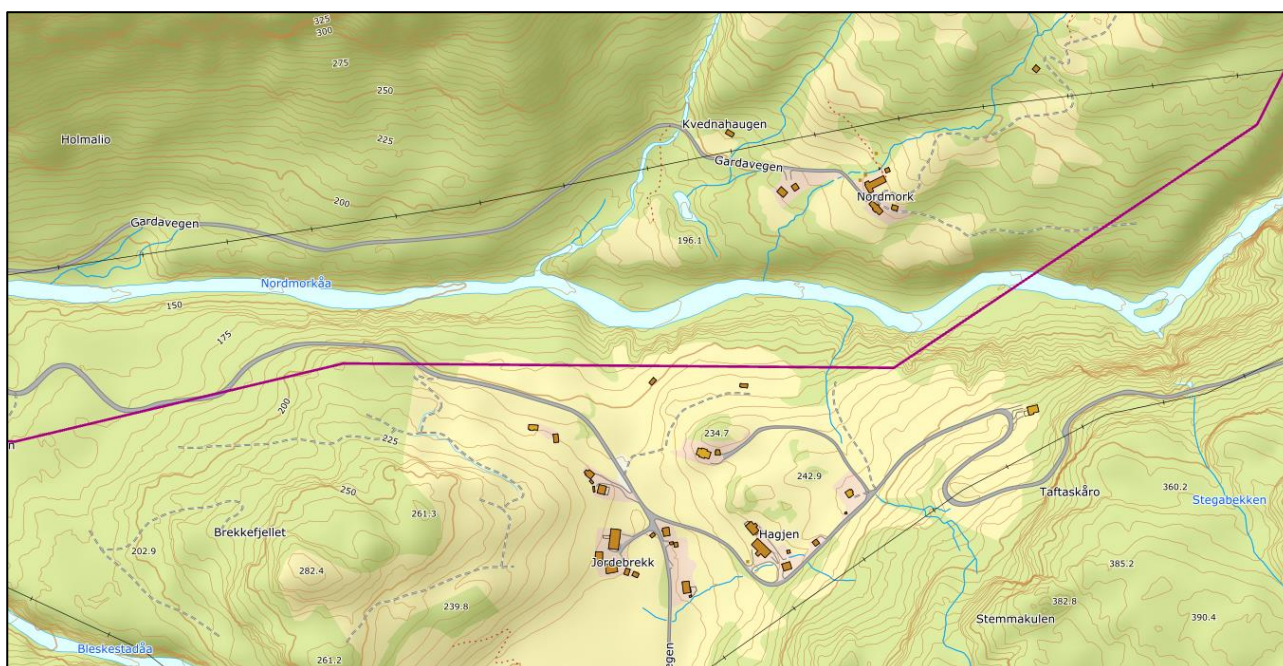 325
300
275
250
Holmalio
225
Kvednahaugen
Gardavegen
200
Nordmork
Gardavegen
196.1
Nordmorkåa
150
175
200
234.7
225
242.9
250
261.3
360.2
Taftaskåro
Stegabekken
Brekkefjellet
Hagjen
202.9
Jordebrekk
385.2
282.4
382.8
239.8
390.4
Stemmakulen
Bleskestadåa
261.2